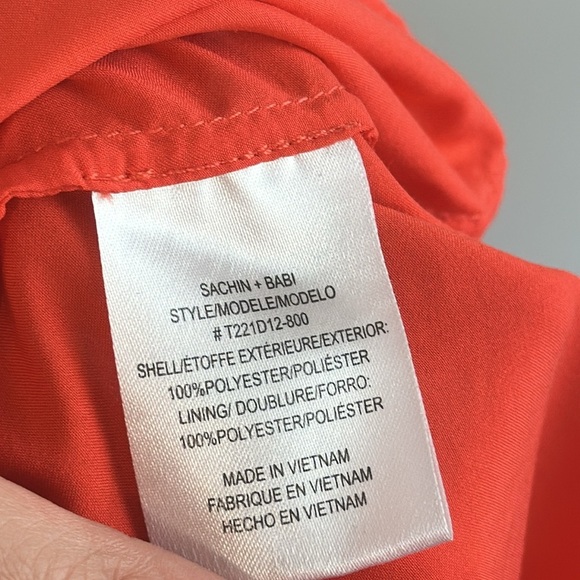 SACHIN + BABI
STYLE/MODELE/MODELO
# T221D12-800
SHELL/ÉTOFFE EXTÉRIEURE/EXTERIOR:
100%POLYESTER/POLIÉSTER
LINING/ DOUBLURE/FORRO:
100%POLYESTER/POLIÉSTER
MADE IN VIETNAM
FABRIQUE EN VIETNAM
HECHO EN VIETNAM